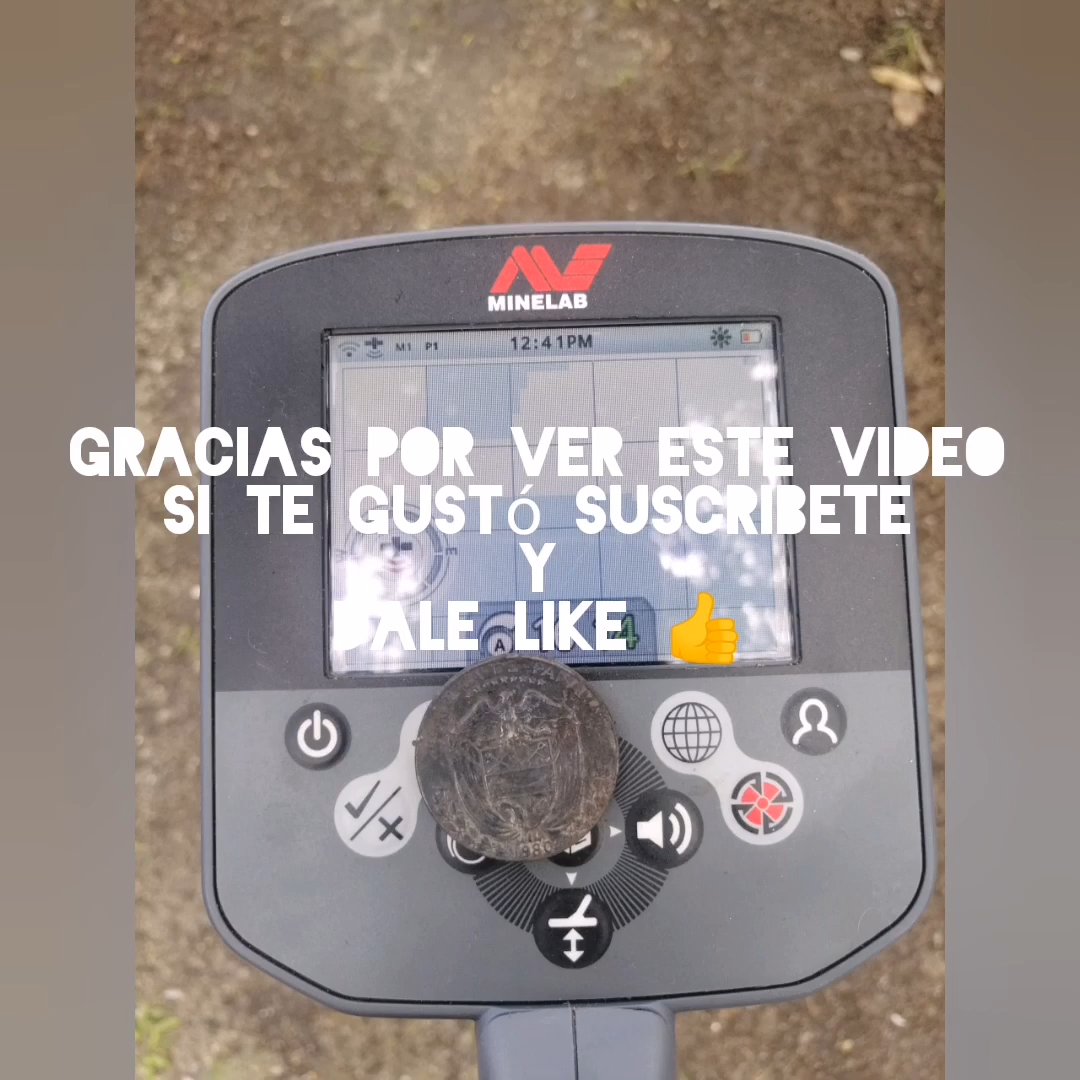 MINELAB
M1 P1 12:41PM
GRACIAS POR VER ESTE VIDEO
SI TE GUSTÓ SUSCRIBETE
Y
DALE LIKE 👍
A